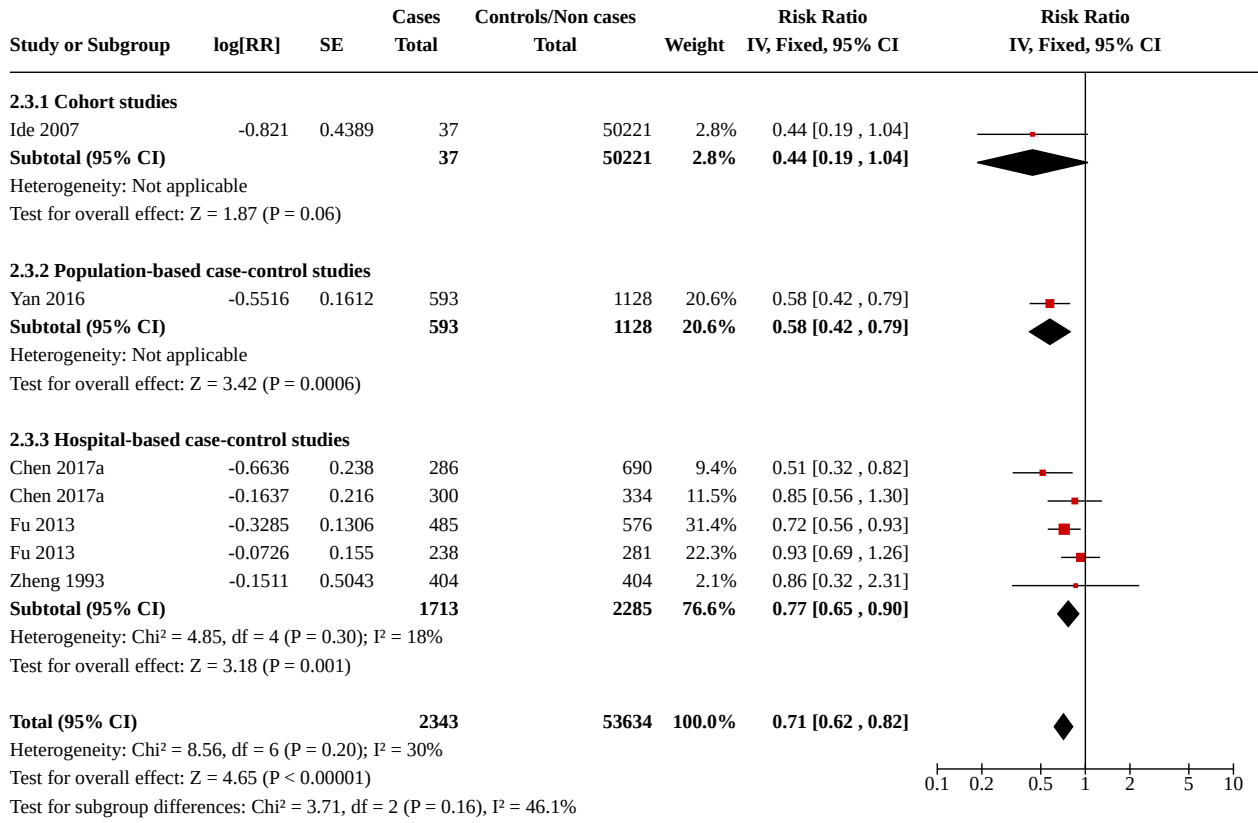 Cases Controls/Non cases Risk Ratio Risk Ratio
Study or Subgroup log[RR] SE Total Total Weight IV, Fixed, 95% CI IV, Fixed, 95% CI
2.3.1 Cohort studies
Ide 2007 -0.821 0.4389 37 50221 2.8% 0.44 [0.19 , 1.04]
Subtotal (95% CI) 37 50221 2.8% 0.44 [0.19 , 1.04]
Heterogeneity: Not applicable
Test for overall effect: Z = 1.87 (P = 0.06)
2.3.2 Population-based case-control studies
Yan 2016 -0.5516 0.1612 593 1128 20.6% 0.58 [0.42 , 0.79]
Subtotal (95% CI) 593 1128 20.6% 0.58 [0.42 , 0.79]
Heterogeneity: Not applicable
Test for overall effect: Z = 3.42 (P = 0.0006)
2.3.3 Hospital-based case-control studies
Chen 2017a -0.6636 0.238 286 690 9.4% 0.51 [0.32 , 0.82]
Chen 2017a -0.1637 0.216 300 334 11.5% 0.85 [0.56 , 1.30]
Fu 2013 -0.3285 0.1306 485 576 31.4% 0.72 [0.56 , 0.93]
Fu 2013 -0.0726 0.155 238 281 22.3% 0.93 [0.69 , 1.26]
Zheng 1993 -0.1511 0.5043 404 404 2.1% 0.86 [0.32 , 2.31]
Subtotal (95% CI) 1713 2285 76.6% 0.77 [0.65 , 0.90]
Heterogeneity: Chi² = 4.85, df = 4 (P = 0.30); I² = 18%
Test for overall effect: Z = 3.18 (P = 0.001)
Total (95% CI) 2343 53634 100.0% 0.71 [0.62 , 0.82]
Heterogeneity: Chi² = 8.56, df = 6 (P = 0.20); I² = 30%
Test for overall effect: Z = 4.65 (P < 0.00001)
0.1 0.2 0.5 1 2 5 10
Test for subgroup differences: Chi² = 3.71, df = 2 (P = 0.16), I² = 46.1%